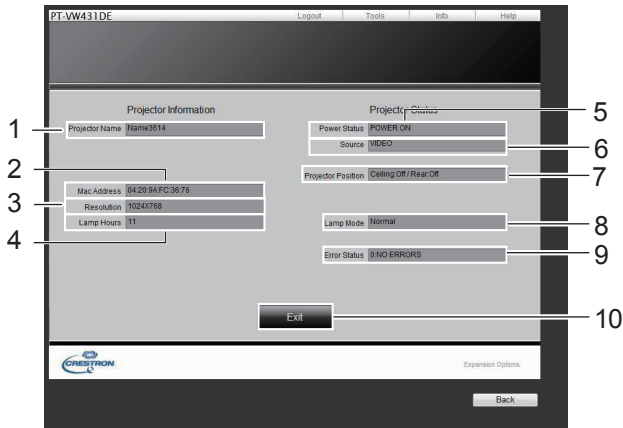 PT-VW431DE
Logout Tools Info Help
Projector Information
Projector Status
1
Projector Name Name3614
2
Mac Address 04:20:9A:FC:36:76
3
Resolution 1024X768
Lamp Hours 11
4
5
Power Status POWER ON
Source VIDEO
6
Projector Position Ceiling:Off / Rear:Off
7
Lamp Mode Normal
8
Error Status 0:NO ERRORS
9
Exit
10
CRESTRON
e
Expansion Options
Back